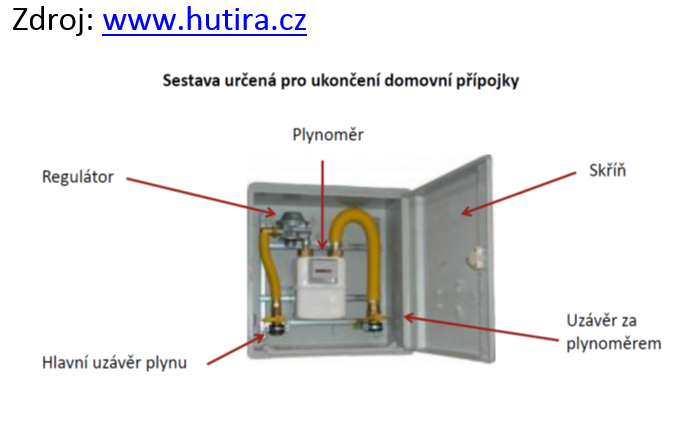 Zdroj: www.hutira.cz
Sestava určená pro ukončení domovní přípojky
Plynoměr
Regulátor
Skříň
Uzávěr za
plynoměrem
Hlavní uzávěr plynu